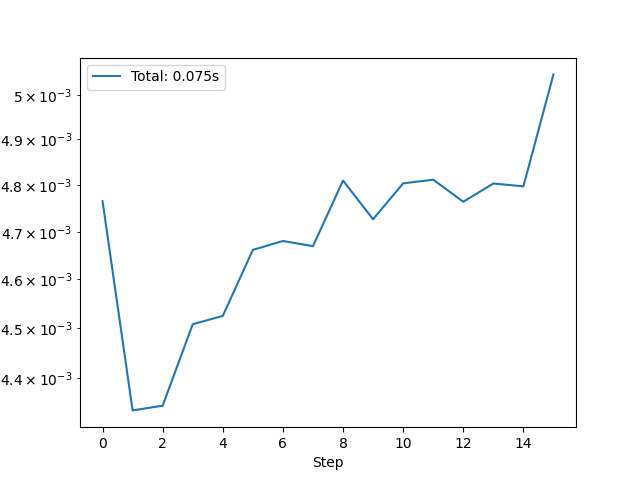 Total: 0.075s
5 × 10⁻³
4.9 × 10⁻³
4.8 × 10⁻³
4.7 × 10⁻³
4.6 × 10⁻³
4.5 × 10⁻³
4.4 × 10⁻³
0 2 4 6 8 10 12 14
Step